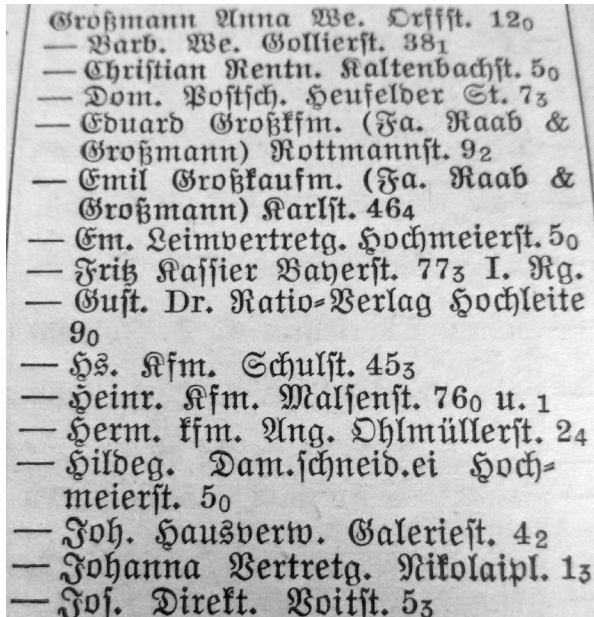 Großmann Anna We. Orffst. 12₀
— Barb. We. Gollierst. 38₁
— Christian Rentn. Kaltenbachst. 5₀
— Dom. Postsch. Heufelder St. 7₃
— Eduard Großkfm. (Fa. Raab &
Großmann) Rottmannst. 9₂
— Emil Großkaufm. (Fa. Raab &
Großmann) Karlst. 46₄
— Em. Leimvertretg. Hochmeierst. 5₀
— Fritz Kassier Bayerst. 77₃ I. Rg.
— Gust. Dr. Ratio-Verlag Hochleite
9₀
— Hs. Kfm. Schulst. 45₃
— Heinr. Kfm. Malsenst. 76₀ u. ₁
— Herm. kfm. Ang. Ohlmüllerst. 2₄
— Hildeg. Dam.schneid.ei Hoch-
meierst. 5₀
— Joh. Hausverw. Galeriest. 4₂
— Johanna Vertretg. Nikolaipl. 1₃
— Jos. Direkt. Voitst. 5₃